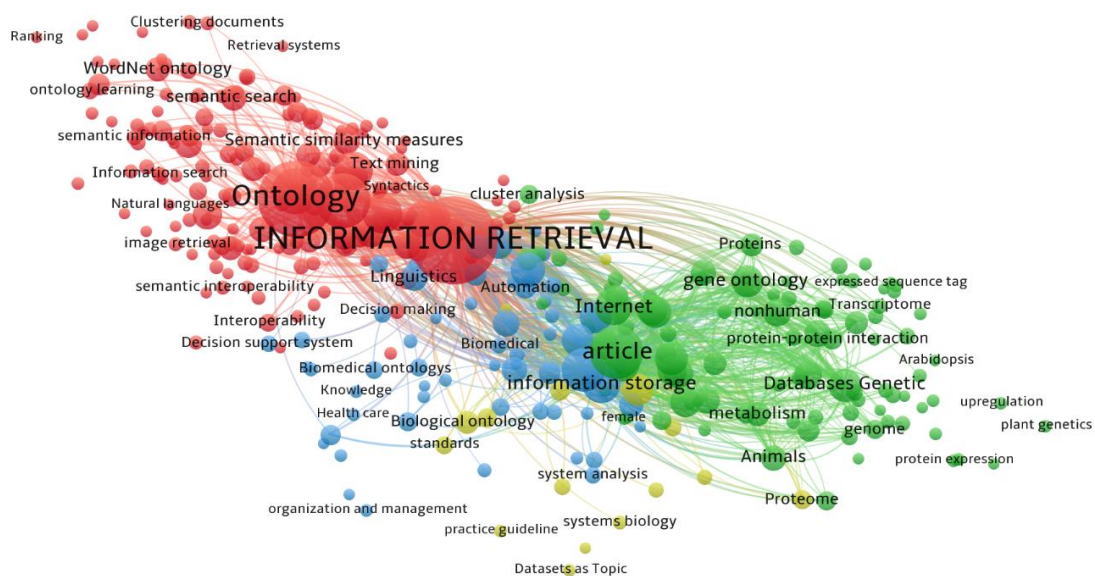 Clustering documents
Ranking
Retrieval systems
WordNet ontology
ontology learning
semantic search
semantic information
Semantic similarity measures
Text mining
Information search
Syntactics
Ontology
cluster analysis
Natural languages
INFORMATION RETRIEVAL
image retrieval
Proteins
Linguistics
gene ontology
expressed sequence tag
semantic interoperability
Automation
Internet
Transcriptome
Decision making
nonhuman
Interoperability
protein-protein interaction
Decision support system
Biomedical
article
Arabidopsis
Biomedical ontologys
information storage
Databases Genetic
Knowledge
upregulation
Health care
female
metabolism
Biological ontology
plant genetics
genome
standards
Animals
protein expression
system analysis
Proteome
organization and management
systems biology
practice guideline
Datasets as Topic